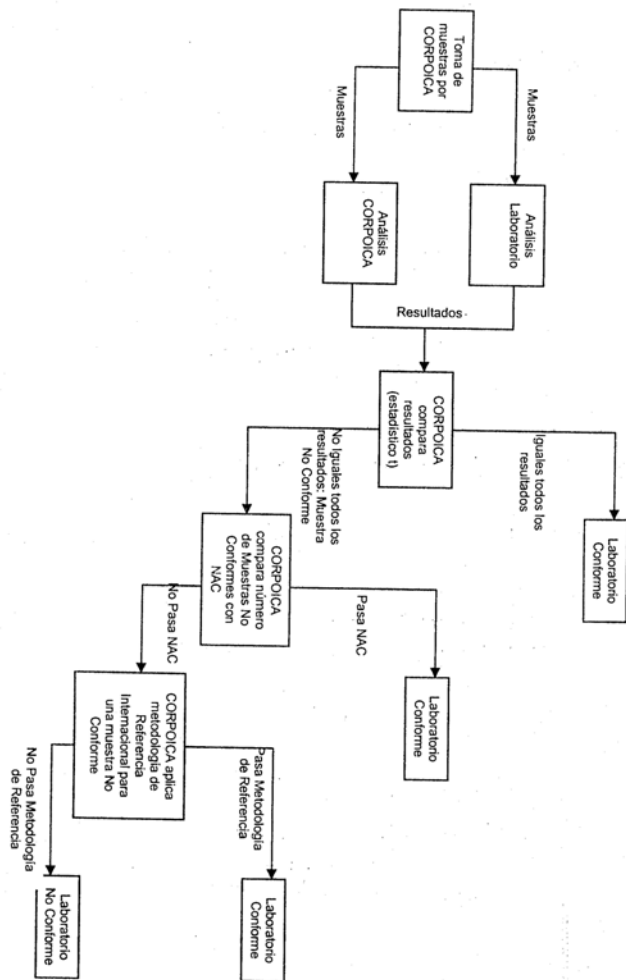 Toma de
muestras por
CORPOICA
Muestras
Muestras
Análisis
Laboratorio
Análisis
CORPOICA
Resultados
CORPOICA
compara
resultados
(estadístico t)
Iguales todos los
resultados
Laboratorio
Conforme
No Iguales todos los
resultados: Muestra
No Conforme
CORPOICA
compara número
de Muestras No
Conformes con
NAC
Pasa NAC
Laboratorio
Conforme
No Pasa NAC
CORPOICA aplica
metodología de
Referencia
Internacional para
una muestra No
Conforme
Pasa Metodología
de Referencia
Laboratorio
Conforme
No Pasa Metodología
de Referencia
Laboratorio
No Conforme